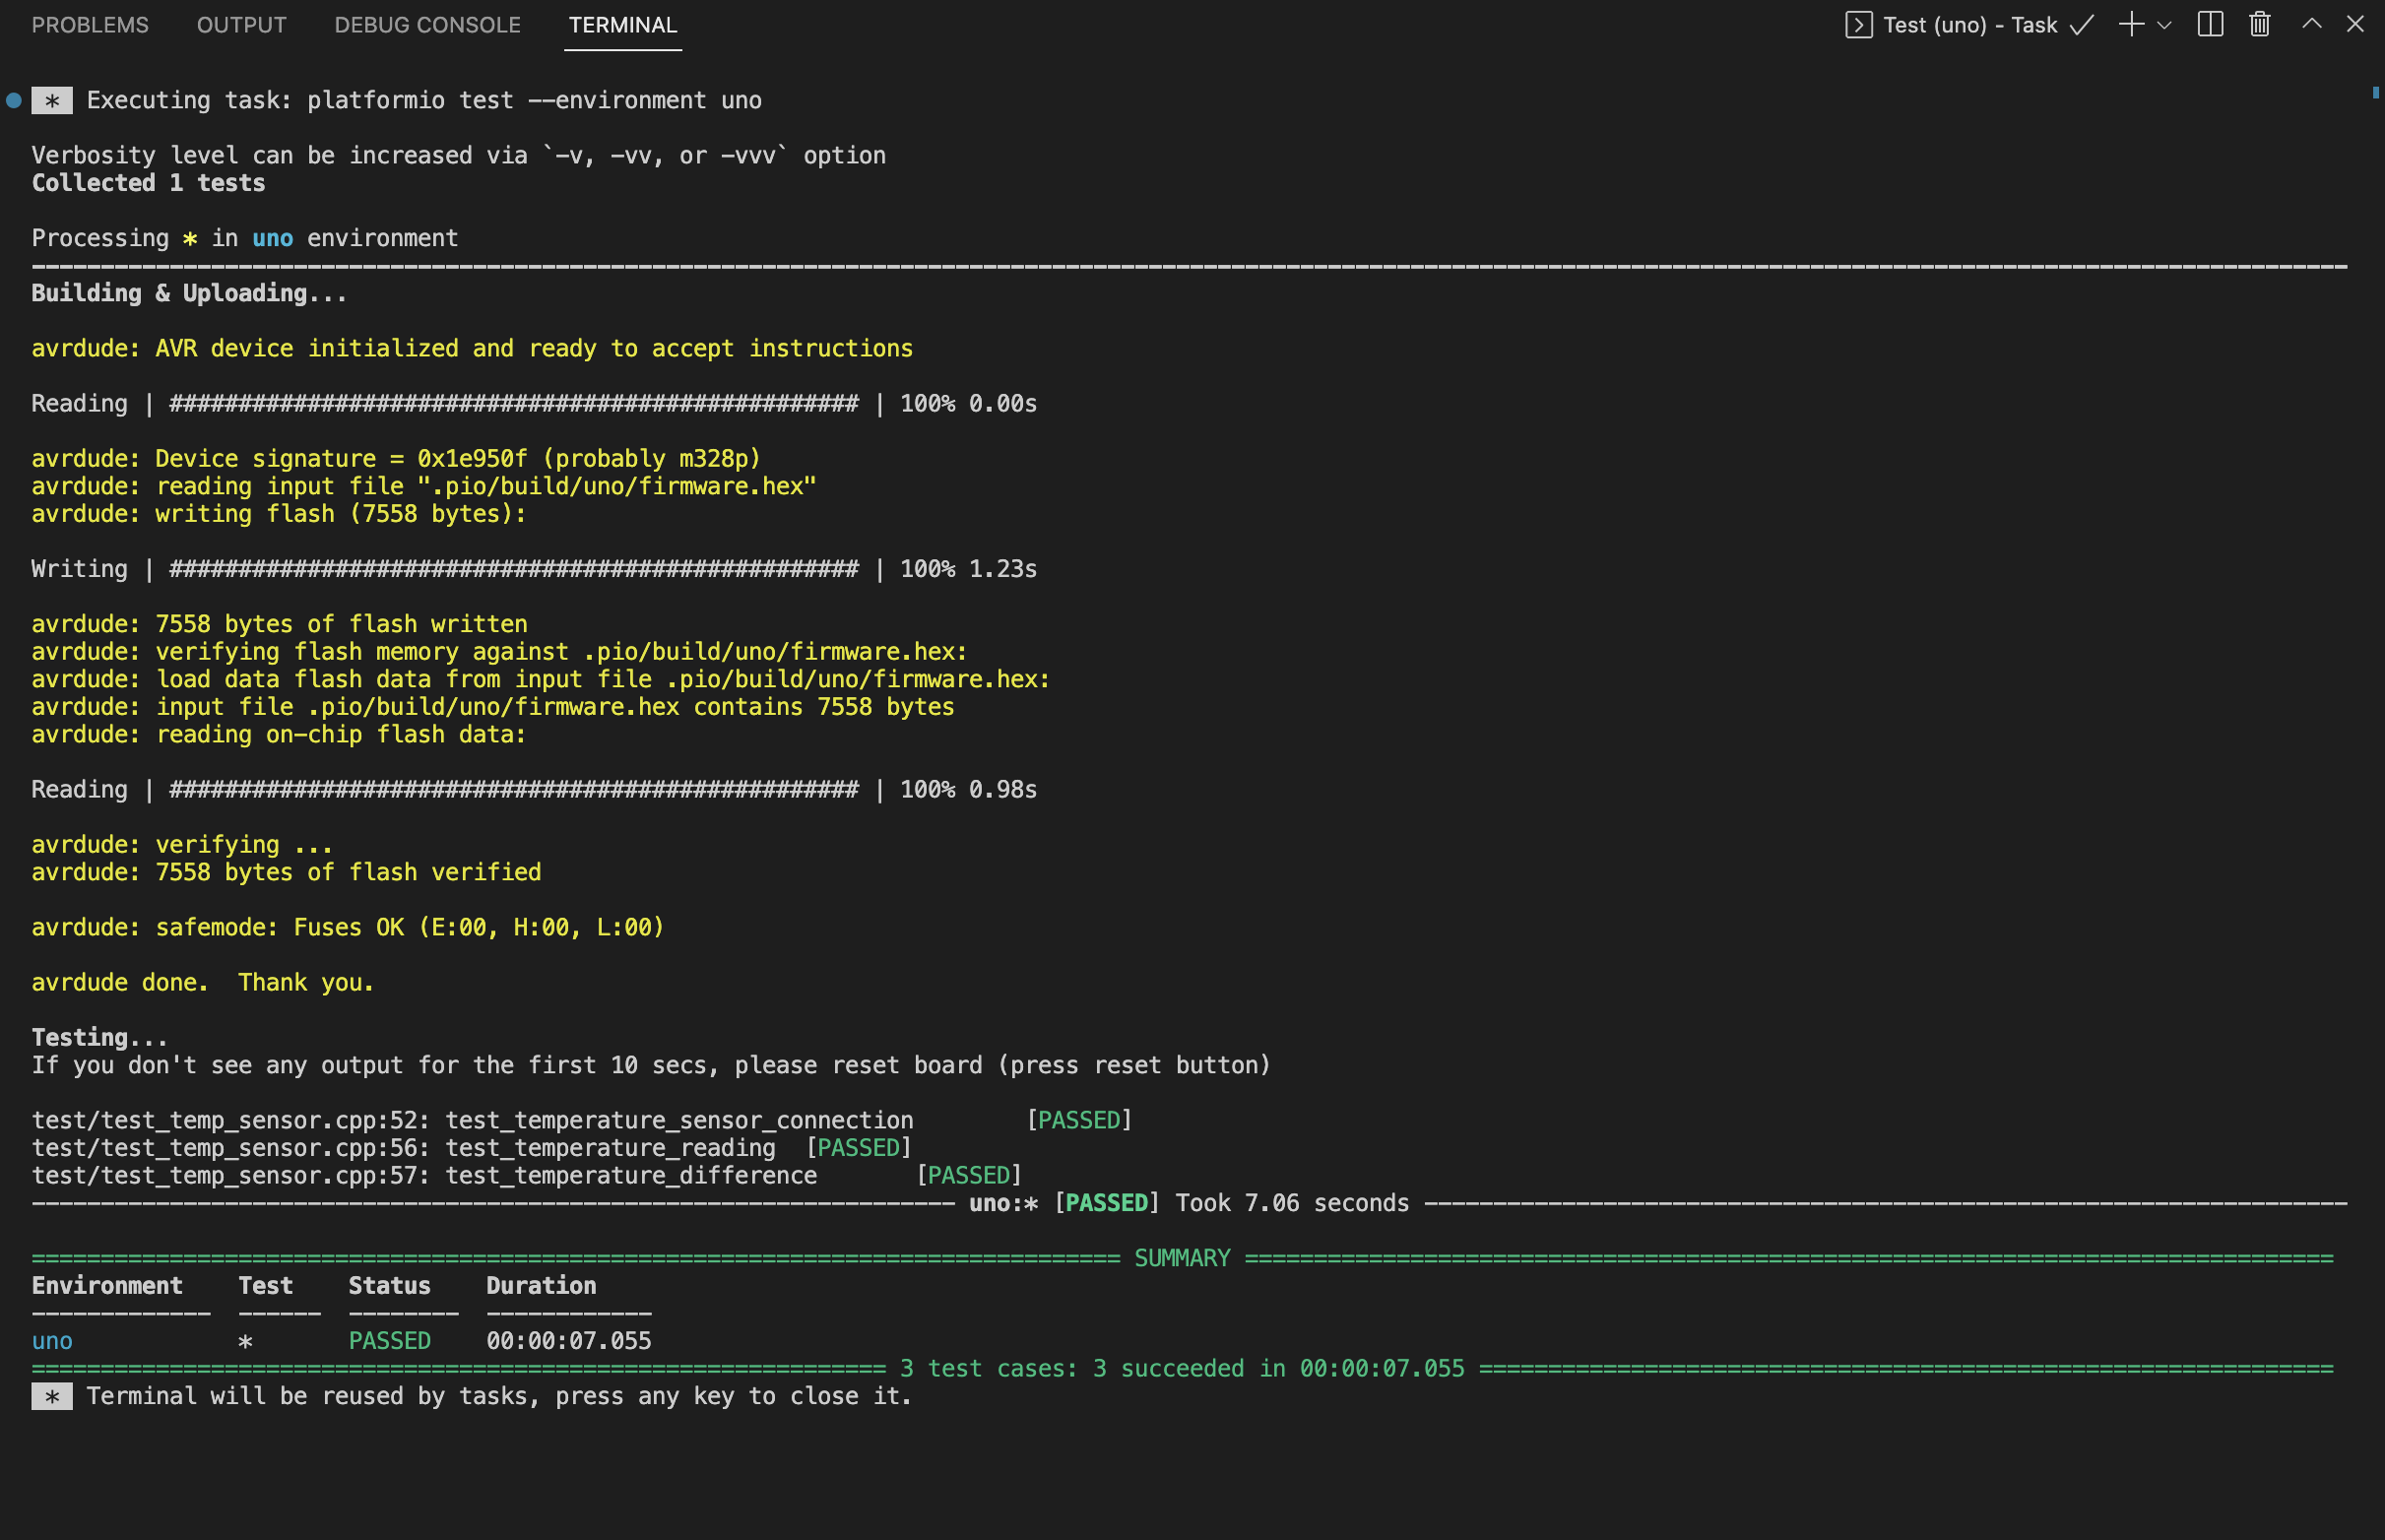 PROBLEMS OUTPUT DEBUG CONSOLE TERMINAL Test (uno) - Task
* Executing task: platformio test --environment uno
Verbosity level can be increased via `-v, -vv, or -vvv` option
Collected 1 tests
Processing * in uno environment
--------------------------------------------------------------------------------
Building & Uploading...
avrdude: AVR device initialized and ready to accept instructions
Reading | ################################################## | 100% 0.00s
avrdude: Device signature = 0x1e950f (probably m328p)
avrdude: reading input file ".pio/build/uno/firmware.hex"
avrdude: writing flash (7558 bytes):
Writing | ################################################## | 100% 1.23s
avrdude: 7558 bytes of flash written
avrdude: verifying flash memory against .pio/build/uno/firmware.hex:
avrdude: load data flash data from input file .pio/build/uno/firmware.hex:
avrdude: input file .pio/build/uno/firmware.hex contains 7558 bytes
avrdude: reading on-chip flash data:
Reading | ################################################## | 100% 0.98s
avrdude: verifying ...
avrdude: 7558 bytes of flash verified
avrdude: safemode: Fuses OK (E:00, H:00, L:00)
avrdude done.  Thank you.
Testing...
If you don't see any output for the first 10 secs, please reset board (press reset button)
test/test_temp_sensor.cpp:52: test_temperature_sensor_connection [PASSED]
test/test_temp_sensor.cpp:56: test_temperature_reading [PASSED]
test/test_temp_sensor.cpp:57: test_temperature_difference [PASSED]
---------------------------------------- uno:* [PASSED] Took 7.06 seconds ----------------------------------------
======================================== SUMMARY ========================================
Environment Test Status Duration
------------- ------ -------- ------------
uno * PASSED 00:00:07.055
======================================== 3 test cases: 3 succeeded in 00:00:07.055 ========================================
* Terminal will be reused by tasks, press any key to close it.